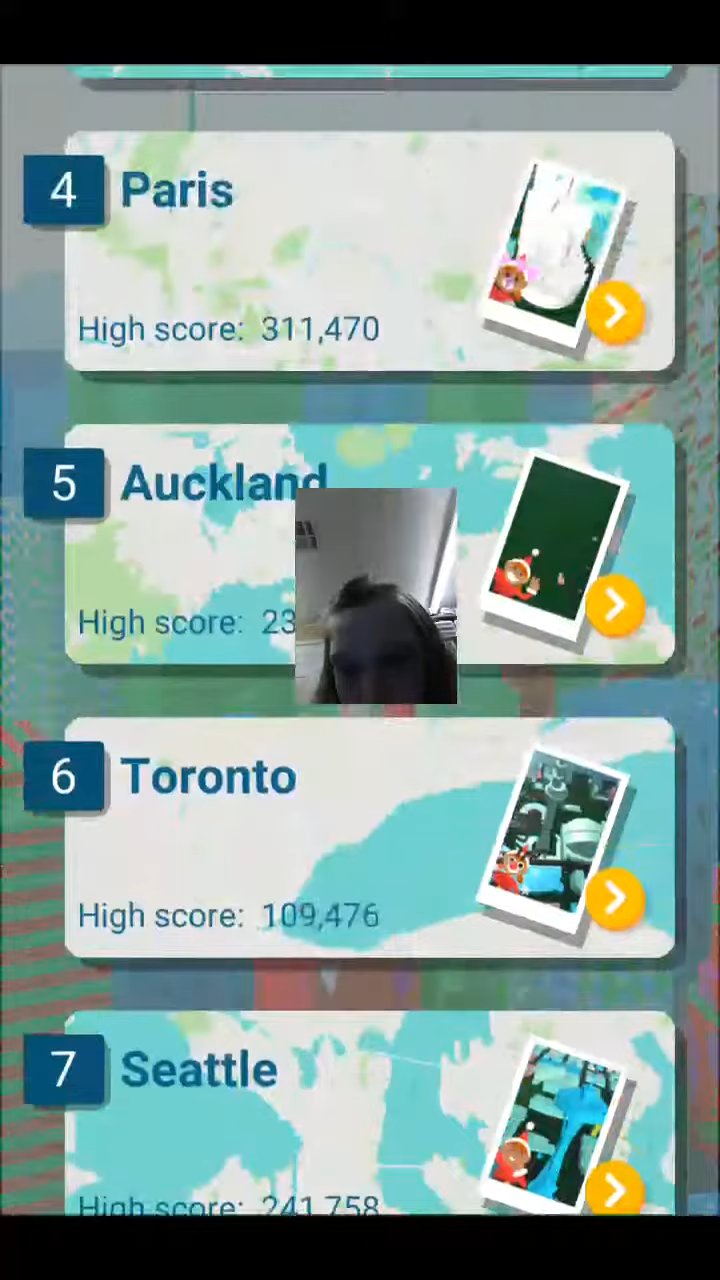 4 Paris
High score: 311,470
5 Auckland
High score: 23
6 Toronto
High score: 109,476
7 Seattle
High score: 241,758